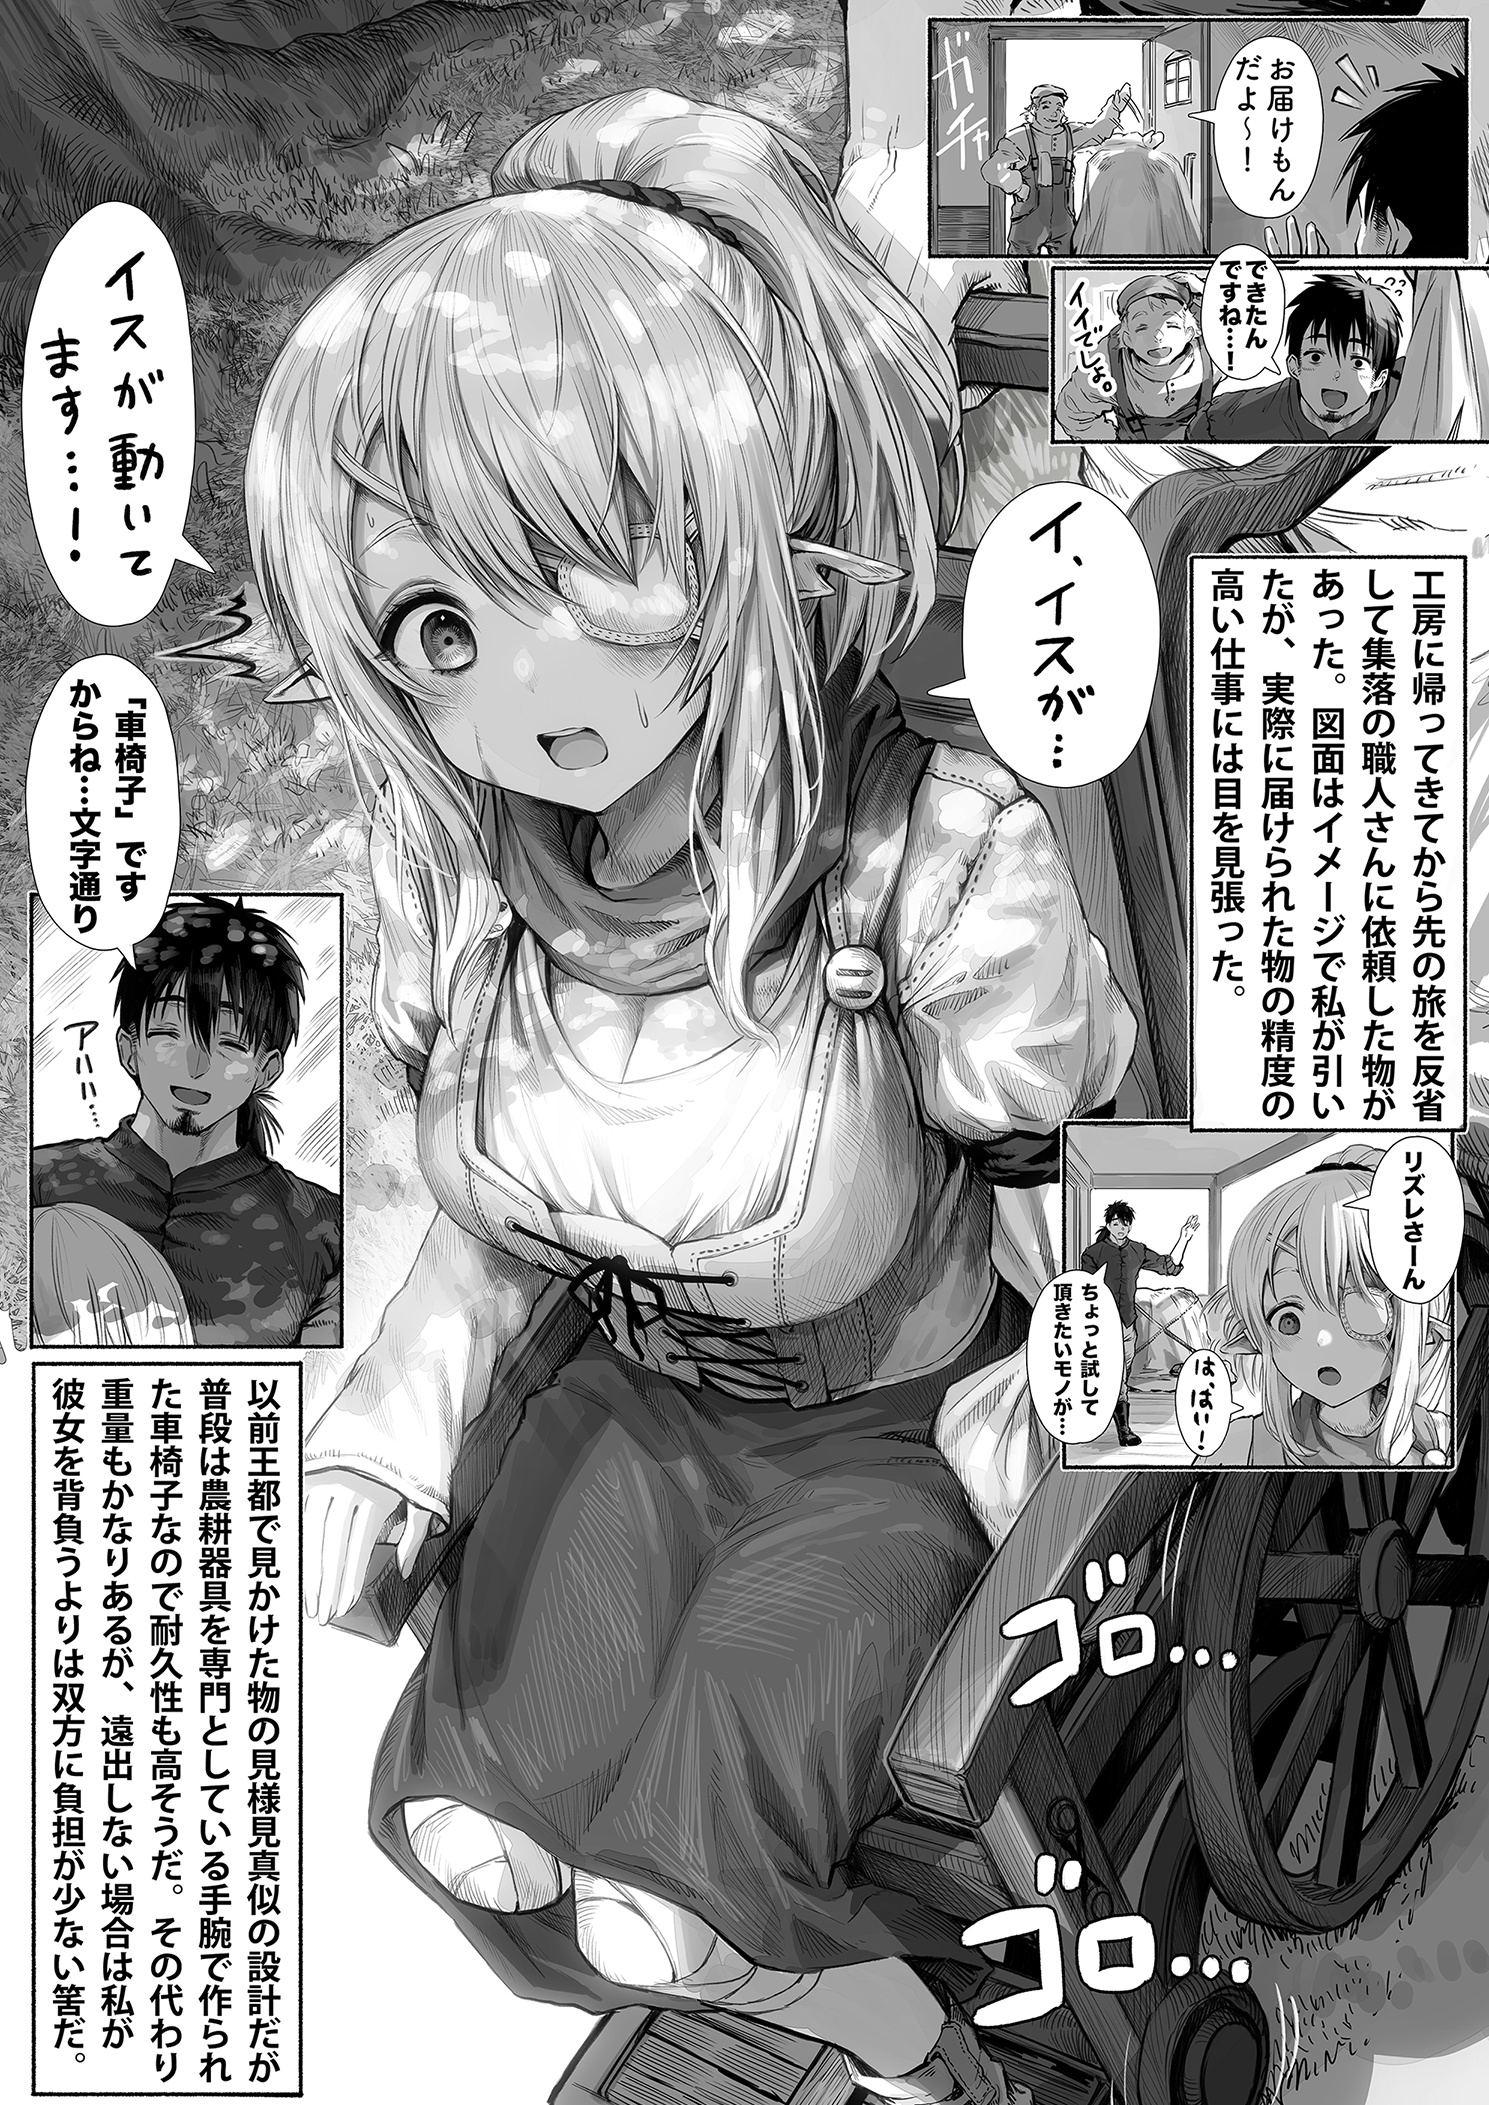 お届けもん
だよ～！
ガチャ
できたん
ですね…！
イイでしょ。
工房に帰ってきてから先の旅を反省
して集落の職人さんに依頼した物が
あった。図面はイメージで私が引い
たが、実際に届けられた物の精度の
高い仕事には目を見張った。
リズレさーん
ちょっと試して
頂きたいモノが…
は、はい！
イ、イスが…
イスが動いて
ます…！
「車椅子」です
からね…文字通り
アハハ…
ゴロ…
ゴロ…
以前王都で見かけた物の見様見真似の設計だが
普段は農耕器具を専門としている手腕で作られ
た車椅子なので耐久性も高そうだ。その代わり
重量もかなりあるが、遠出しない場合は私が
彼女を背負うよりは双方に負担が少ない筈だ。